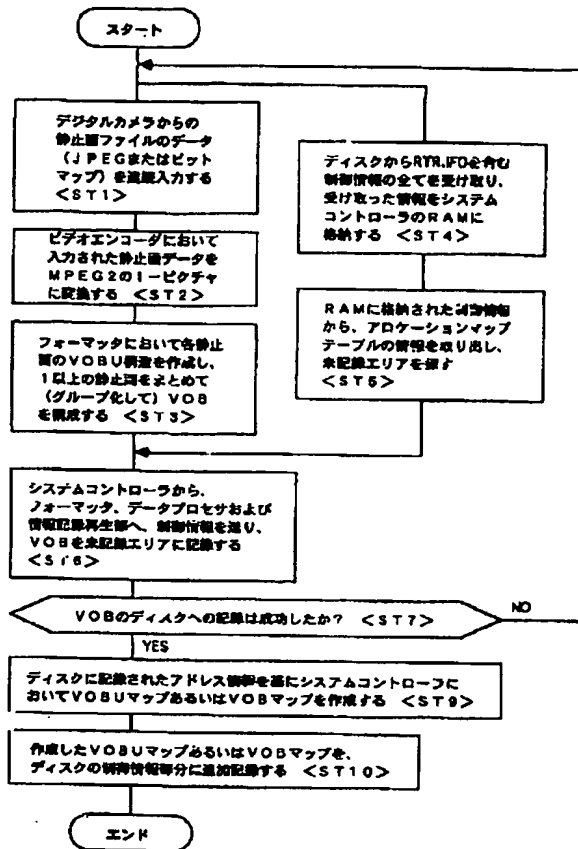 スタート
デジタルカメラからの
静止画ファイルのデータ
(JPEGまたはビット
マップ)を連続入力する
<ST1>
ビデオエンコーダにおいて
入力された静止画データを
MPEG2のI-ピクチャ
に変換する <ST2>
フォーマッタにおいて各静止
画のVOBU構造を作成し、
1以上の静止画をまとめて
(グループ化して)VOB
を構成する <ST3>
ディスクからRTR.IFOを含む
制御情報の全てを受け取り、
受け取った情報をシステム
コントローラのRAMに
格納する <ST4>
RAMに格納された制御情報
から、アロケーションマップ
テーブルの情報を取り出し、
未記録エリアを探す
<ST5>
システムコントローラから、
フォーマッタ、データプロセサおよび
情報記録再生部へ、制御情報を送り、
VOBを未記録エリアに記録する
<ST6>
VOBのディスクへの記録は成功したか? <ST7>
NO
YES
ディスクに記録されたアドレス情報を基にシステムコントローラに
おいてVOBUマップあるいはVOBマップを作成する <ST9>
作成したVOBUマップあるいはVOBマップを、
ディスクの制御情報部分に追加記録する <ST10>
エンド